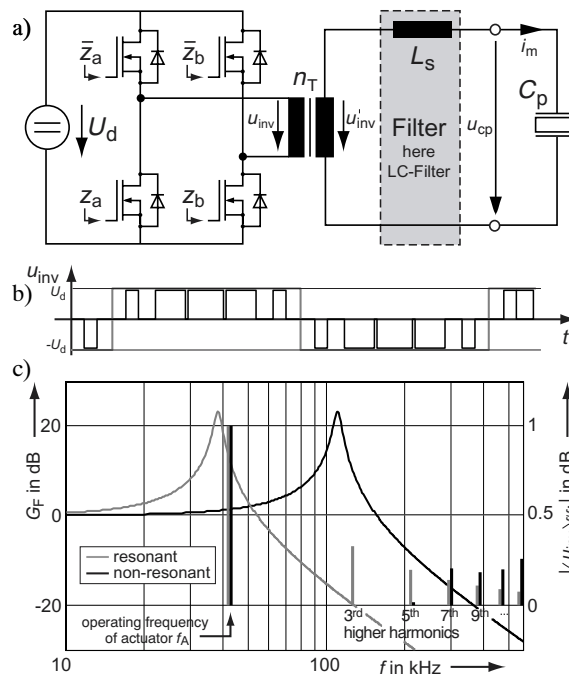 a)
z̄a
z̄b
nT
Ls
im
Ud
uinv
u'inv
Filter
here
LC-Filter
ucp
Cp
za
zb
b)
uinv
Ud
-Ud
t
c)
GF in dB
20
0
-20
1
0.5
0
resonant
non-resonant
operating frequency
of actuator fA
3rd
5th
7th
9th
...
higher harmonics
10
100
f in kHz